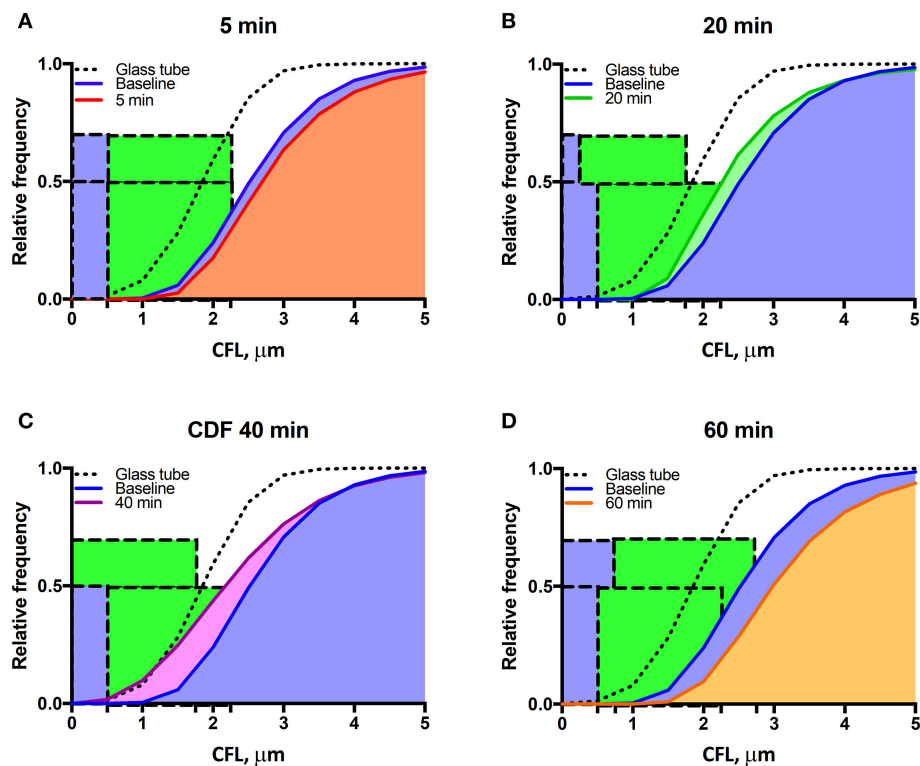 A
5 min
1.0
Glass tube
Baseline
5 min
Relative frequency
0.5
0.0
0 1 2 3 4 5
CFL, μm
B
20 min
1.0
Glass tube
Baseline
20 min
Relative frequency
0.5
0.0
0 1 2 3 4 5
CFL, μm
C
CDF 40 min
1.0
Glass tube
Baseline
40 min
Relative frequency
0.5
0.0
0 1 2 3 4 5
CFL, μm
D
60 min
1.0
Glass tube
Baseline
60 min
Relative frequency
0.5
0.0
0 1 2 3 4 5
CFL, μm